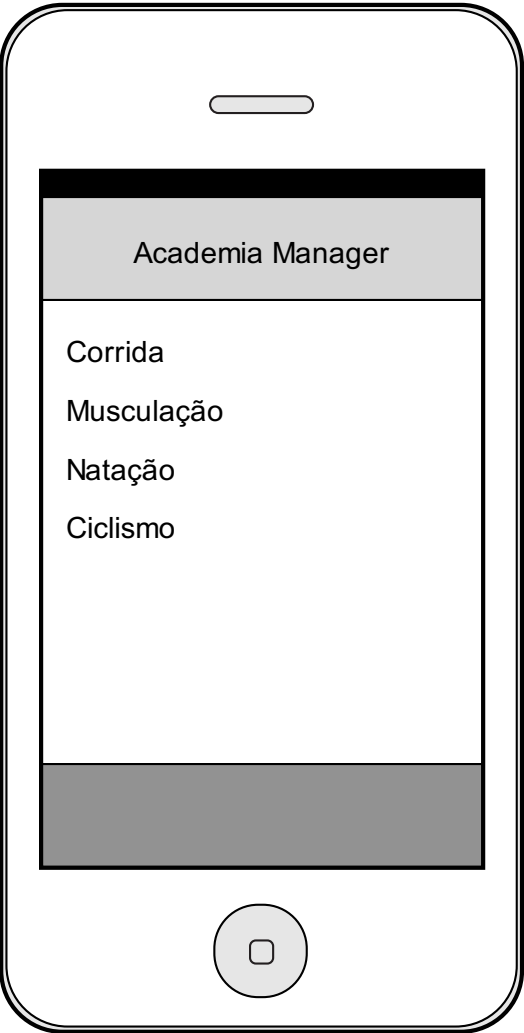 Academia Manager
Corrida
Musculação
Natação
Ciclismo